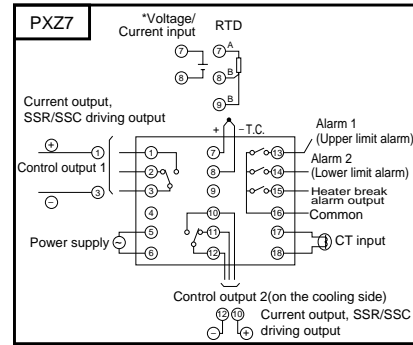 PXZ7
*Voltage/
Current input
RTD
7
8
7
A
8
B
9
B
Current output,
SSR/SSC driving output
+
1
Control output 1
3
−
+
−T.C.
1
2
3
4
5
6
7
8
9
10
11
12
13
14
15
16
17
18
Alarm 1
(Upper limit alarm)
Alarm 2
(Lower limit alarm)
Heater break
alarm output
Common
CT input
Power supply
Control output 2(on the cooling side)
12 10
− +
Current output, SSR/SSC
driving output